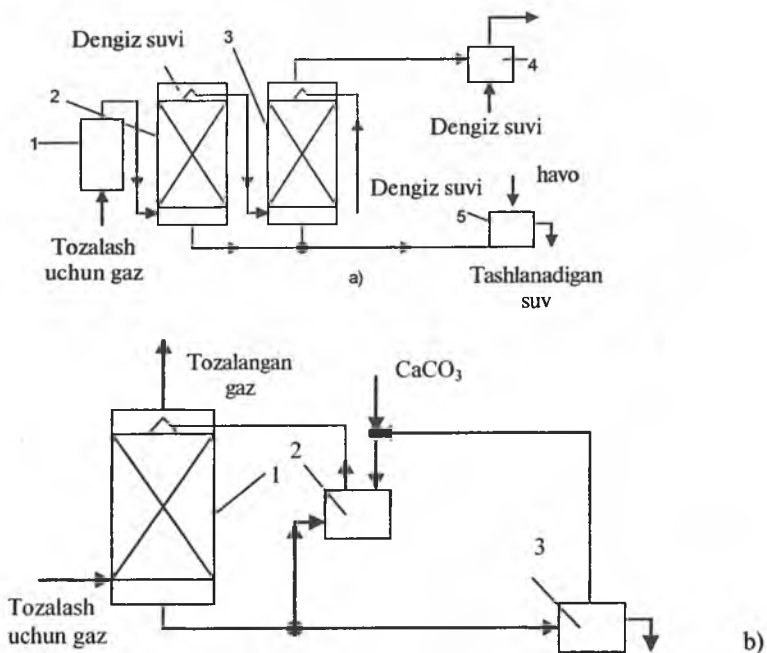 Dengiz suvi
3
2
1
4
Dengiz suvi
Dengiz suvi
havo
5
Tozalash
uchun gaz
a)
Tashlanadigan
suv
Tozalangan
gaz
CaCO₃
2
1
3
Tozalash
uchun gaz
b)